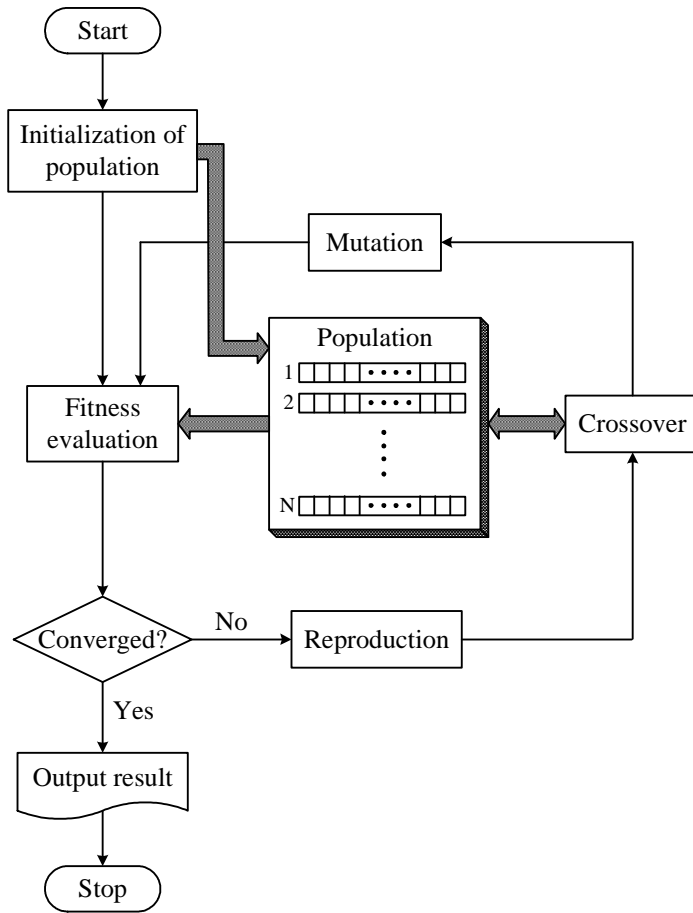 Start
Initialization of
population
Mutation
Population
1
2
N
Fitness
evaluation
Crossover
Converged?
No
Reproduction
Yes
Output result
Stop